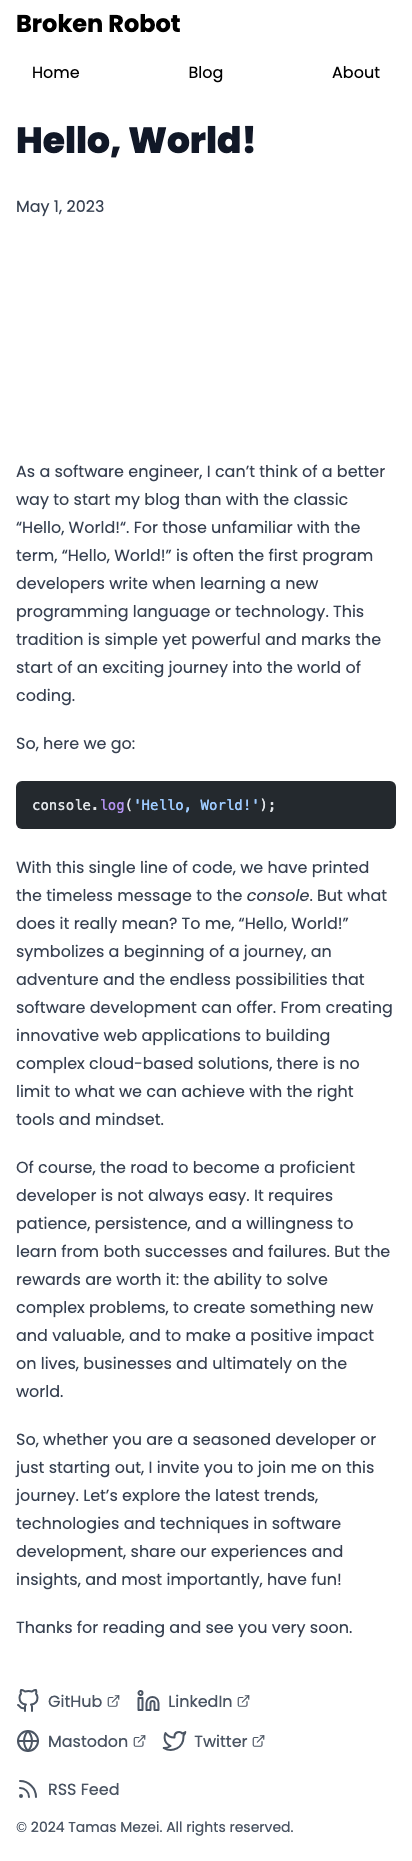 Broken Robot
Home Blog About
Hello, World!
May 1, 2023
As a software engineer, I can’t think of a better
way to start my blog than with the classic
“Hello, World!“. For those unfamiliar with the
term, “Hello, World!” is often the first program
developers write when learning a new
programming language or technology. This
tradition is simple yet powerful and marks the
start of an exciting journey into the world of
coding.
So, here we go:
console.log('Hello, World!');
With this single line of code, we have printed
the timeless message to the console. But what
does it really mean? To me, “Hello, World!”
symbolizes a beginning of a journey, an
adventure and the endless possibilities that
software development can offer. From creating
innovative web applications to building
complex cloud-based solutions, there is no
limit to what we can achieve with the right
tools and mindset.
Of course, the road to become a proficient
developer is not always easy. It requires
patience, persistence, and a willingness to
learn from both successes and failures. But the
rewards are worth it: the ability to solve
complex problems, to create something new
and valuable, and to make a positive impact
on lives, businesses and ultimately on the
world.
So, whether you are a seasoned developer or
just starting out, I invite you to join me on this
journey. Let’s explore the latest trends,
technologies and techniques in software
development, share our experiences and
insights, and most importantly, have fun!
Thanks for reading and see you very soon.
GitHub LinkedIn
Mastodon Twitter
RSS Feed
© 2024 Tamas Mezei. All rights reserved.